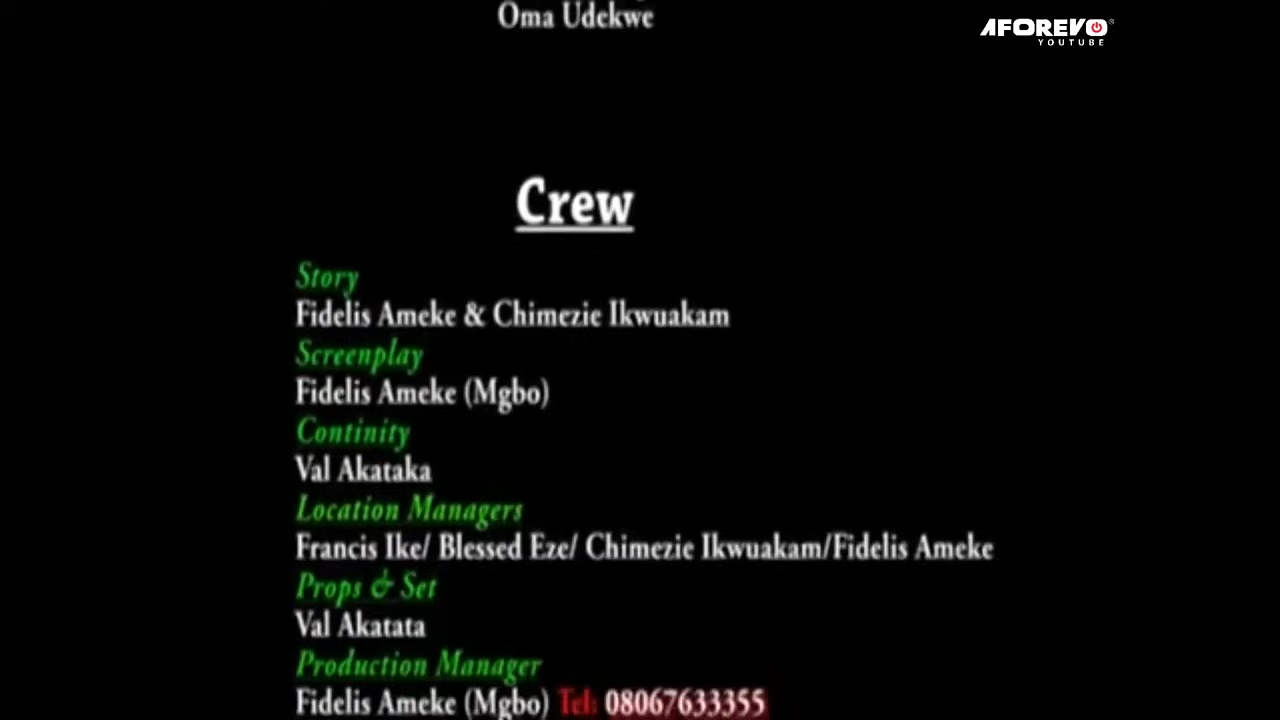 Oma Udekwe
AFOREVO
YOUTUBE
Crew
Story
Fidelis Ameke & Chimezie Ikwuakam
Screenplay
Fidelis Ameke (Mgbo)
Continity
Val Akataka
Location Managers
Francis Ike/ Blessed Eze/ Chimezie Ikwuakam/Fidelis Ameke
Props & Set
Val Akatata
Production Manager
Fidelis Ameke (Mgbo) Tel: 08067633355